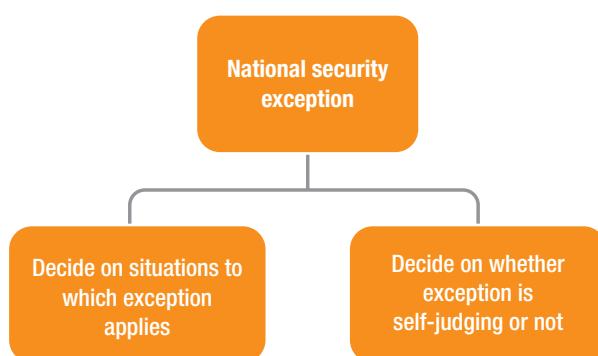 National security
exception
Decide on situations to
which exception
applies
Decide on whether
exception is
self-judging or not